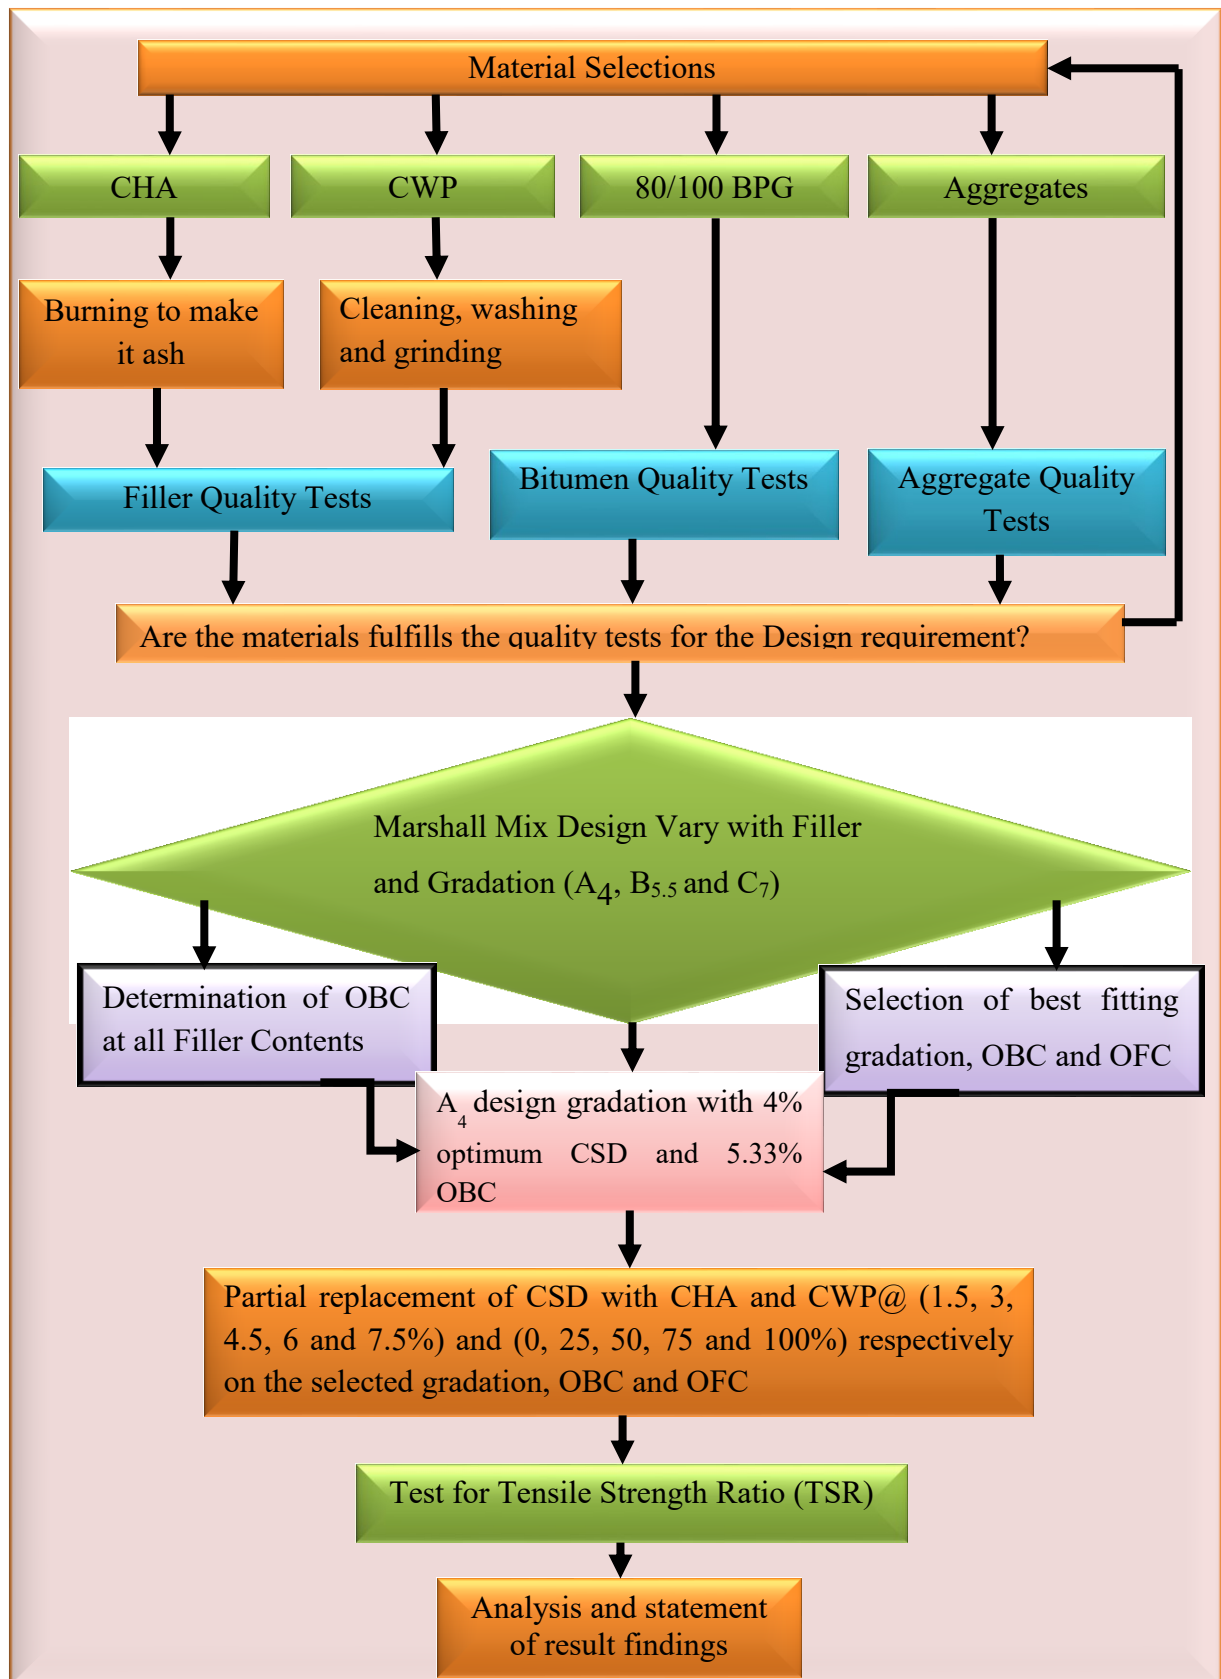 Material Selections
CHA
CWP
80/100 BPG
Aggregates
Burning to make
it ash
Cleaning, washing
and grinding
Filler Quality Tests
Bitumen Quality Tests
Aggregate Quality
Tests
Are the materials fulfills the quality tests for the Design requirement?
Marshall Mix Design Vary with Filler
and Gradation (A4, B5.5 and C7)
Determination of OBC
at all Filler Contents
Selection of best fitting
gradation, OBC and OFC
A4 design gradation with 4%
optimum CSD and 5.33%
OBC
Partial replacement of CSD with CHA and CWP@ (1.5, 3,
4.5, 6 and 7.5%) and (0, 25, 50, 75 and 100%) respectively
on the selected gradation, OBC and OFC
Test for Tensile Strength Ratio (TSR)
Analysis and statement
of result findings